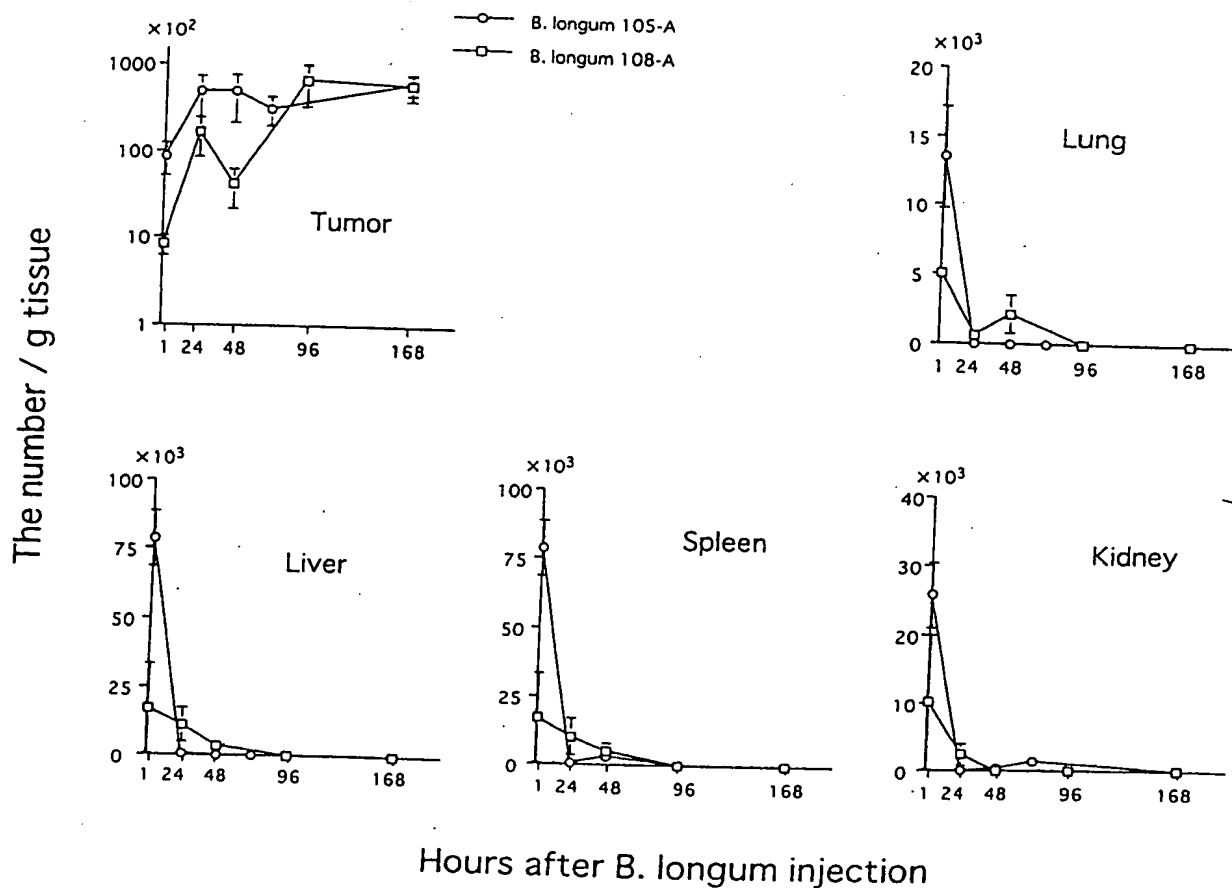 B. longum 105-A
B. longum 108-A
The number / g tissue
×10²
1000
100
10
1
1 24 48 96 168
Tumor
×10³
20
15
10
5
0
1 24 48 96 168
Lung
×10³
100
75
50
25
0
1 24 48 96 168
Liver
×10³
100
75
50
25
0
1 24 48 96 168
Spleen
×10³
40
30
20
10
0
1 24 48 96 168
Kidney
Hours after B. longum injection